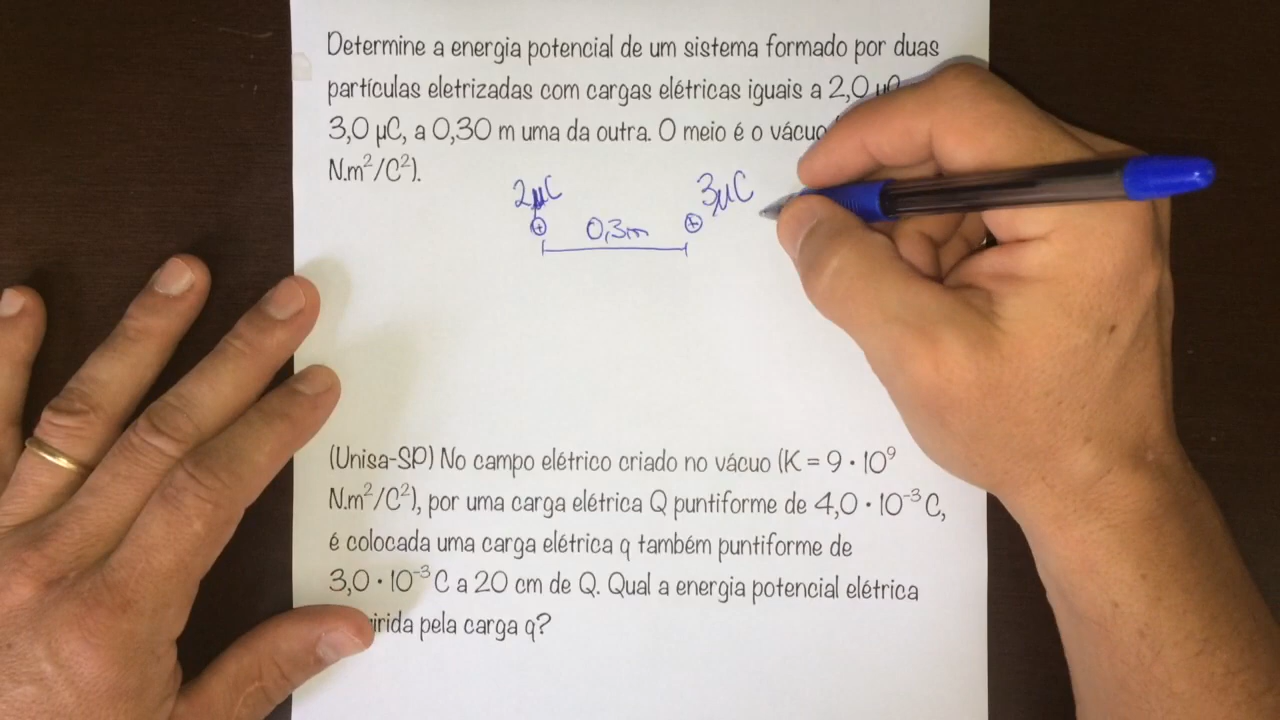 Determine a energia potencial de um sistema formado por duas
partículas eletrizadas com cargas elétricas iguais a 2,0 µC
3,0 µC, a 0,30 m uma da outra. O meio é o vácuo
N.m²/C²).
2µC 3µC
0,3m
(Unisa-SP) No campo elétrico criado no vácuo (K = 9 · 10⁹
N.m²/C²), por uma carga elétrica Q puntiforme de 4,0 · 10⁻³ C,
é colocada uma carga elétrica q também puntiforme de
3,0 · 10⁻³ C a 20 cm de Q. Qual a energia potencial elétrica
pela carga q?